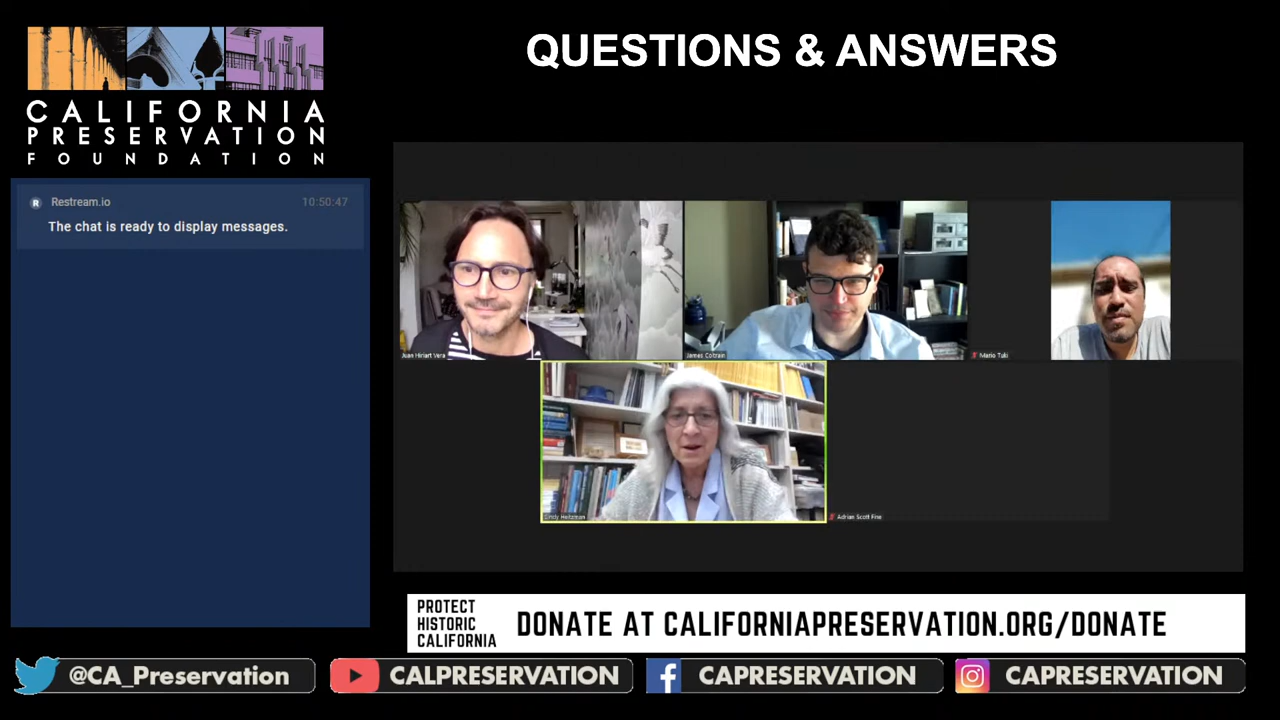 QUESTIONS & ANSWERS
CALIFORNIA
PRESERVATION
FOUNDATION
R Restream.io 10:50:47
The chat is ready to display messages.
Juan Hiriart Vera
James Coltrain
Mario Tuki
Cindy Heitzman
Adrian Scott Fine
PROTECT
HISTORIC
CALIFORNIA
DONATE AT CALIFORNIAPRESERVATION.ORG/DONATE
@CA_Preservation
CALPRESERVATION
CAPRESERVATION
CAPRESERVATION